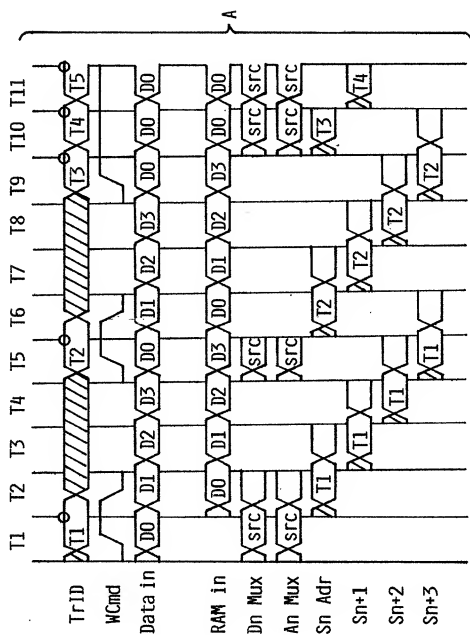 T1 T2 T3 T4 T5 T6 T7 T8 T9 T10 T11
TrID T1 T2 T3 T4 T5
WCmd
Data in D0 D1 D2 D3 D0 D1 D2 D3 D0 D0 D0
RAM in D0 D1 D2 D3 D0 D1 D2 D3 D0 D0
Dn Mux src src src src
An Mux src src src src
Sn Adr T1 T2 T3
Sn+1 T1 T2 T4
Sn+2 T1 T2
Sn+3 T1 T2
A